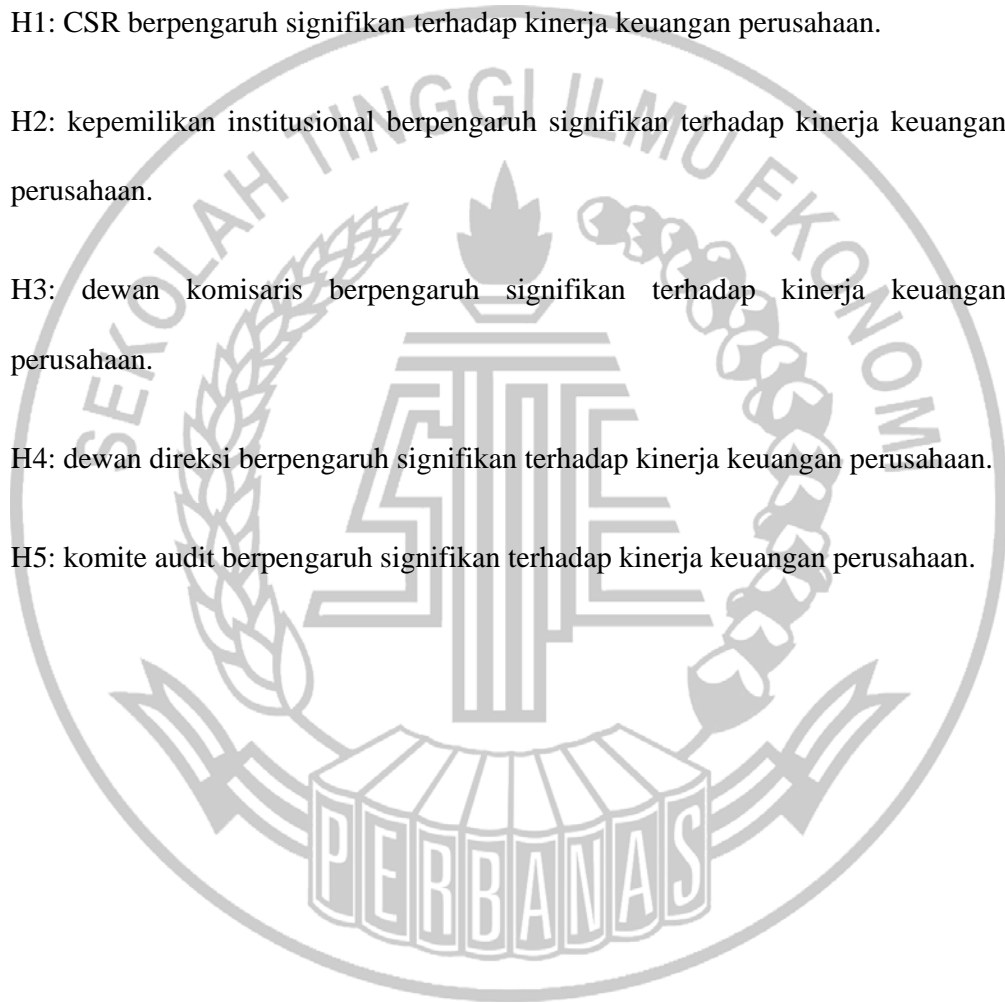 H1: CSR berpengaruh signifikan terhadap kinerja keuangan perusahaan.
H2: kepemilikan institusional berpengaruh signifikan terhadap kinerja keuangan
perusahaan.
H3: dewan komisaris berpengaruh signifikan terhadap kinerja keuangan
perusahaan.
H4: dewan direksi berpengaruh signifikan terhadap kinerja keuangan perusahaan.
H5: komite audit berpengaruh signifikan terhadap kinerja keuangan perusahaan.
SEKOLAH TINGGI ILMU EKONOM
STIE
PERBANAS